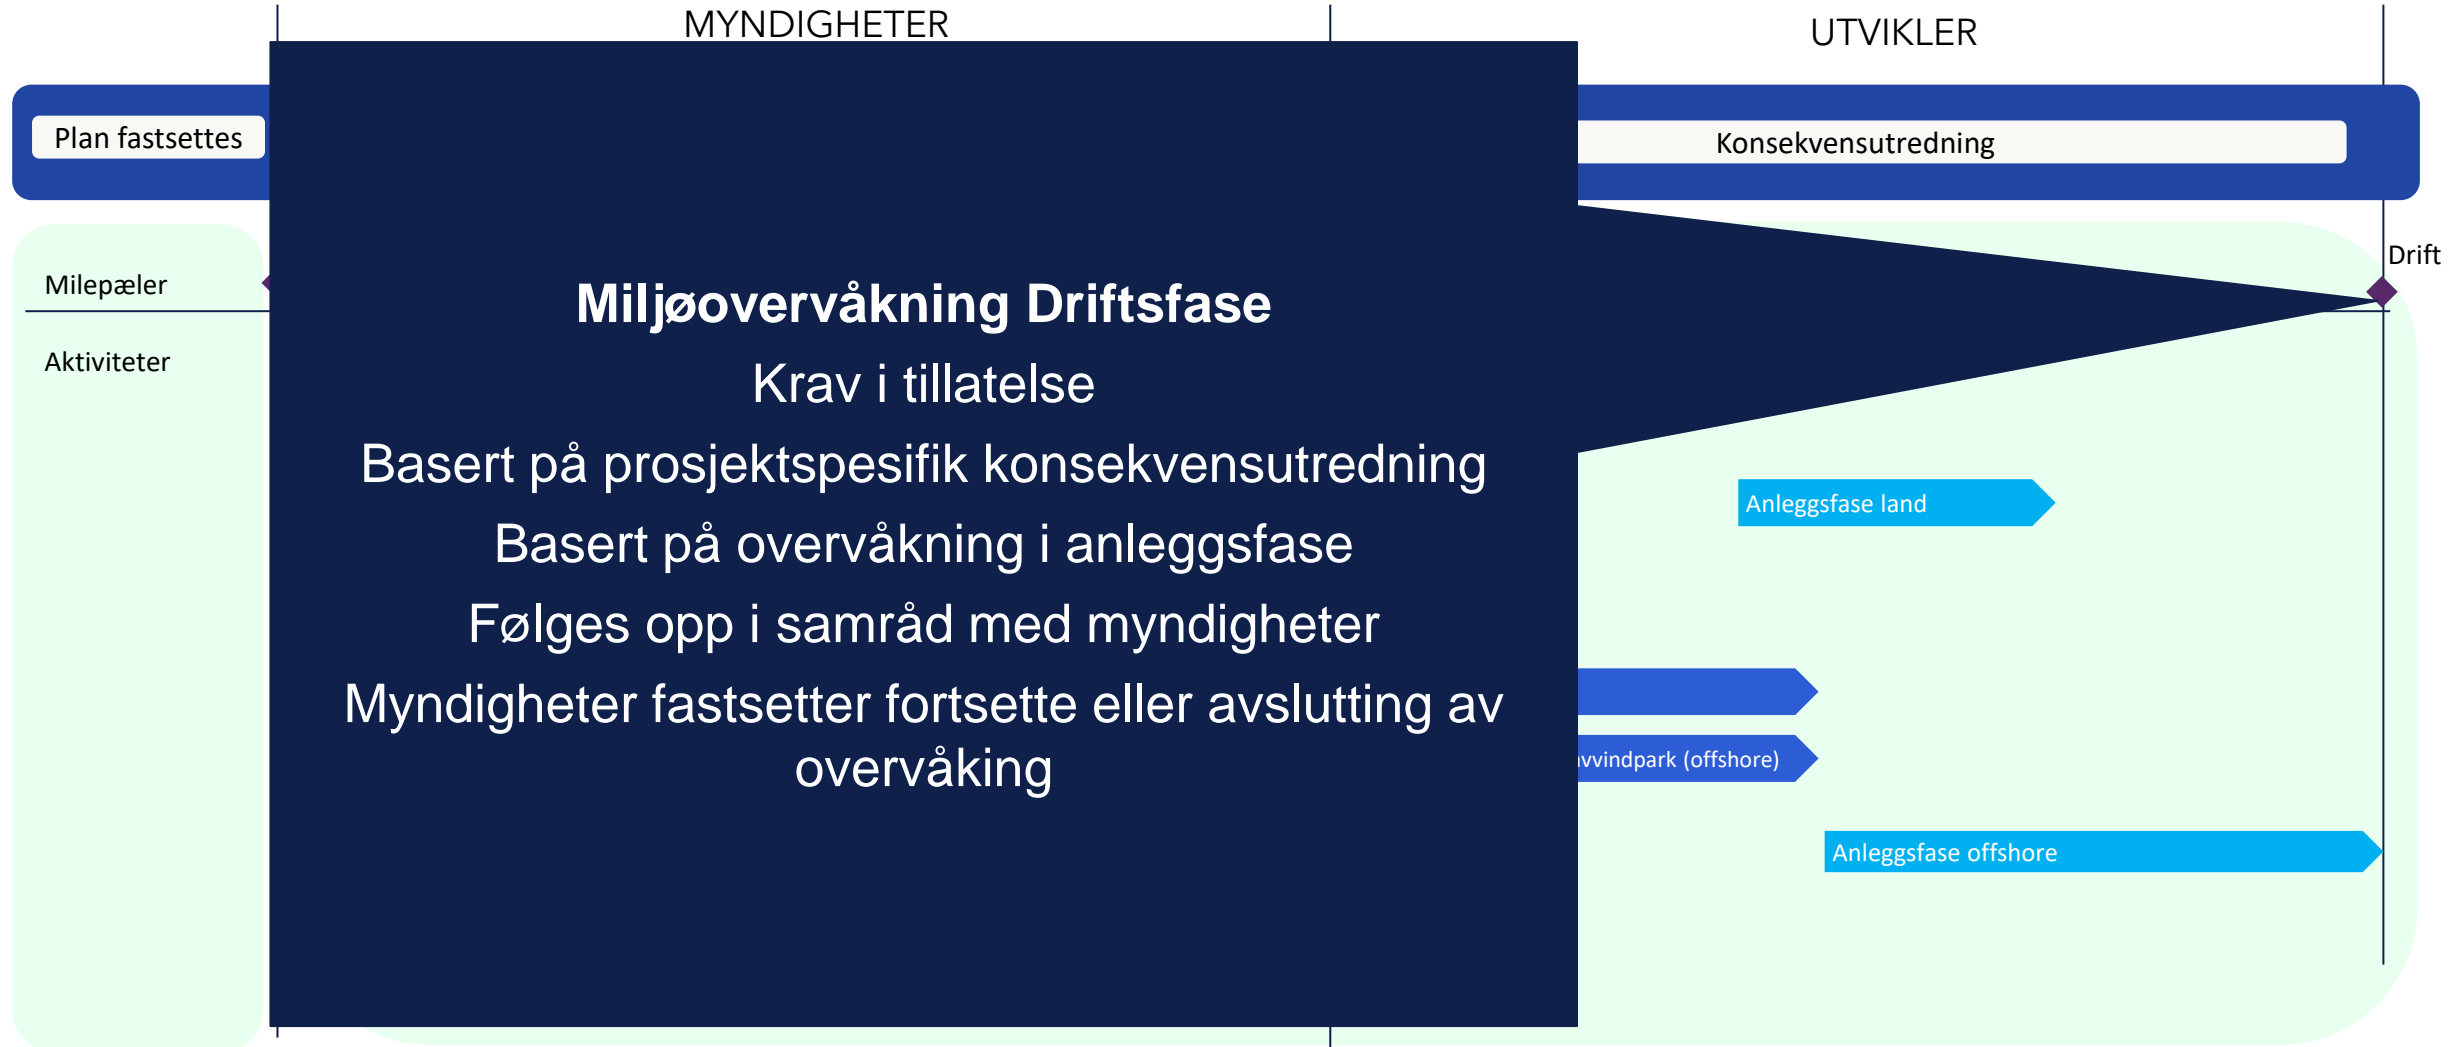 MYNDIGHETER
UTVIKLER
Plan fastsettes
Konsekvensutredning
Drift
Milepæler
Aktiviteter
Miljøovervåkning Driftsfase
Krav i tillatelse
Basert på prosjektspesifik konsekvensutredning
Basert på overvåkning i anleggsfase
Følges opp i samråd med myndigheter
Myndigheter fastsetter fortsette eller avslutting av
overvåking
Anleggsfase land
(offshore)
Anleggsfase offshore